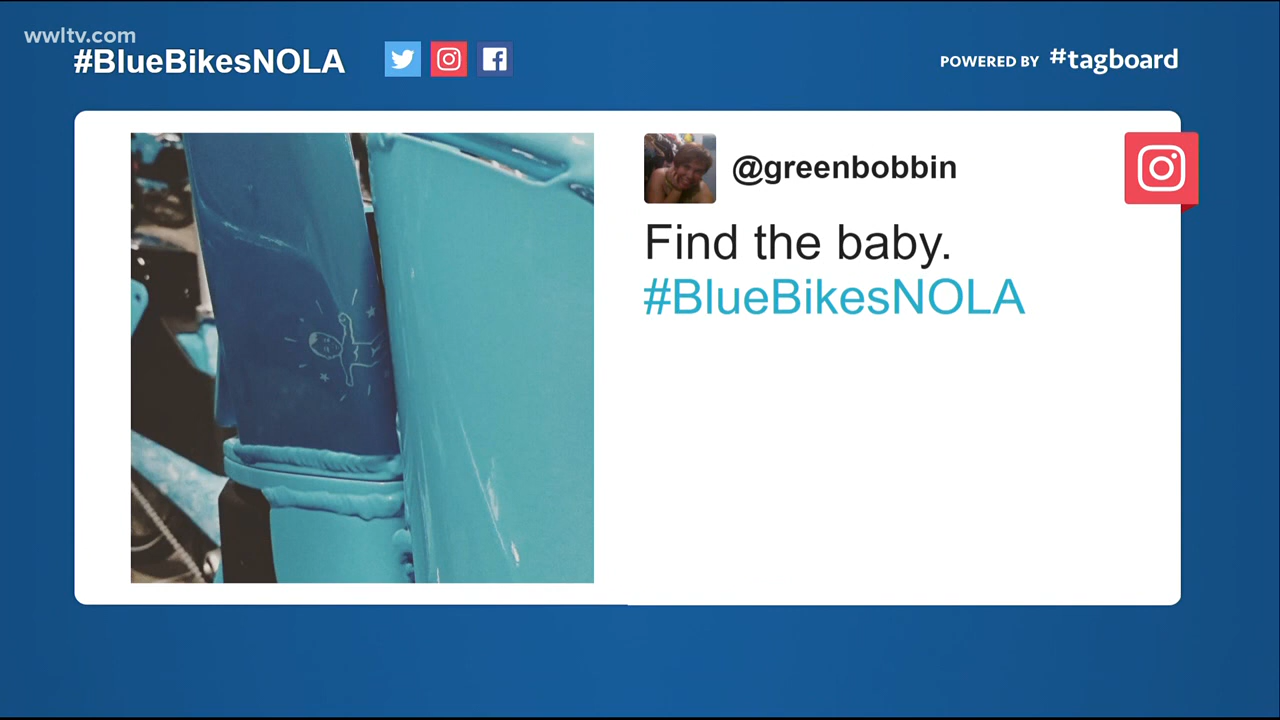 wwltv.com
#BlueBikesNOLA
POWERED BY #tagboard
@greenbobbin
Find the baby.
#BlueBikesNOLA